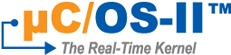 µC/OS-II™
The Real-Time Kernel